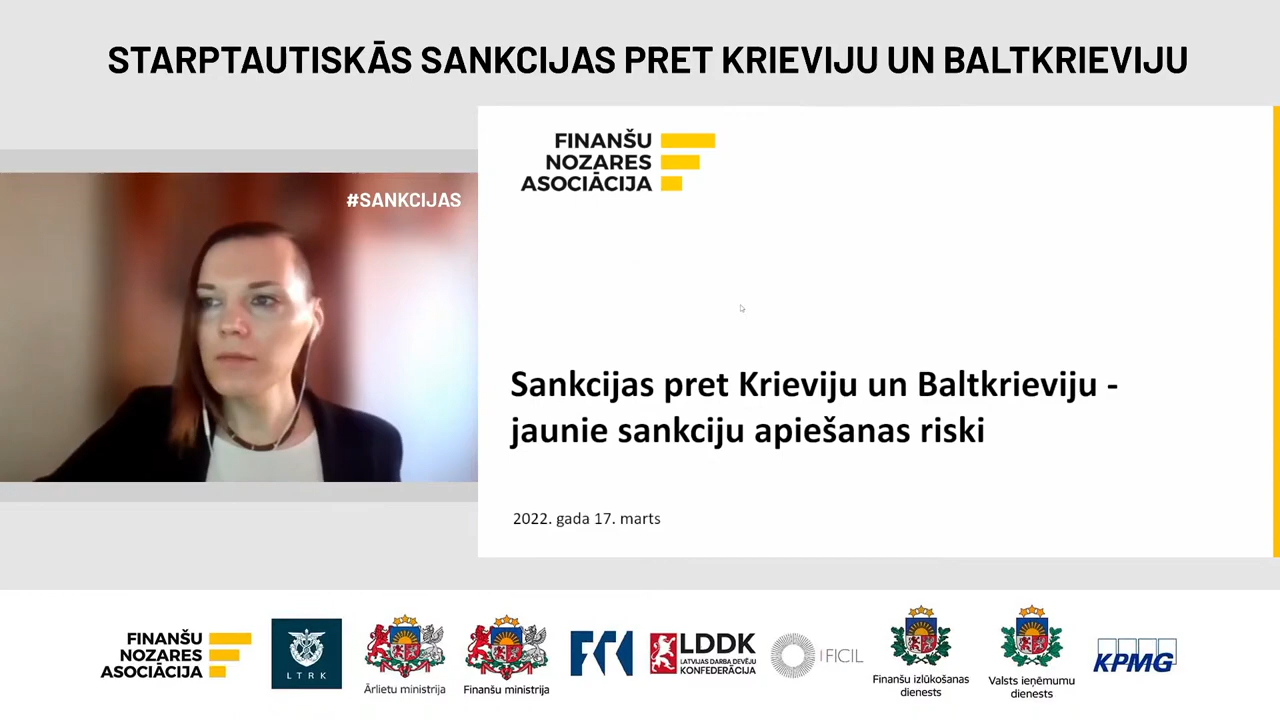 STARPTAUTISKĀS SANKCIJAS PRET KRIEVIJU UN BALTKRIEVIJU
#SANKCIJAS
FINANŠU
NOZARES
ASOCIĀCIJA
Sankcijas pret Krieviju un Baltkrieviju -
jaunie sankciju apiešanas riski
2022. gada 17. marts
FINANŠU
NOZARES
ASOCIĀCIJA
LTRK
Ārlietu ministrija
Finanšu ministrija
LDDK
LATVIJAS DARBA DEVĒJU
KONFEDERĀCIJA
FICIL
Finanšu izlūkošanas
dienests
Valsts ieņēmumu
dienests
KPMG